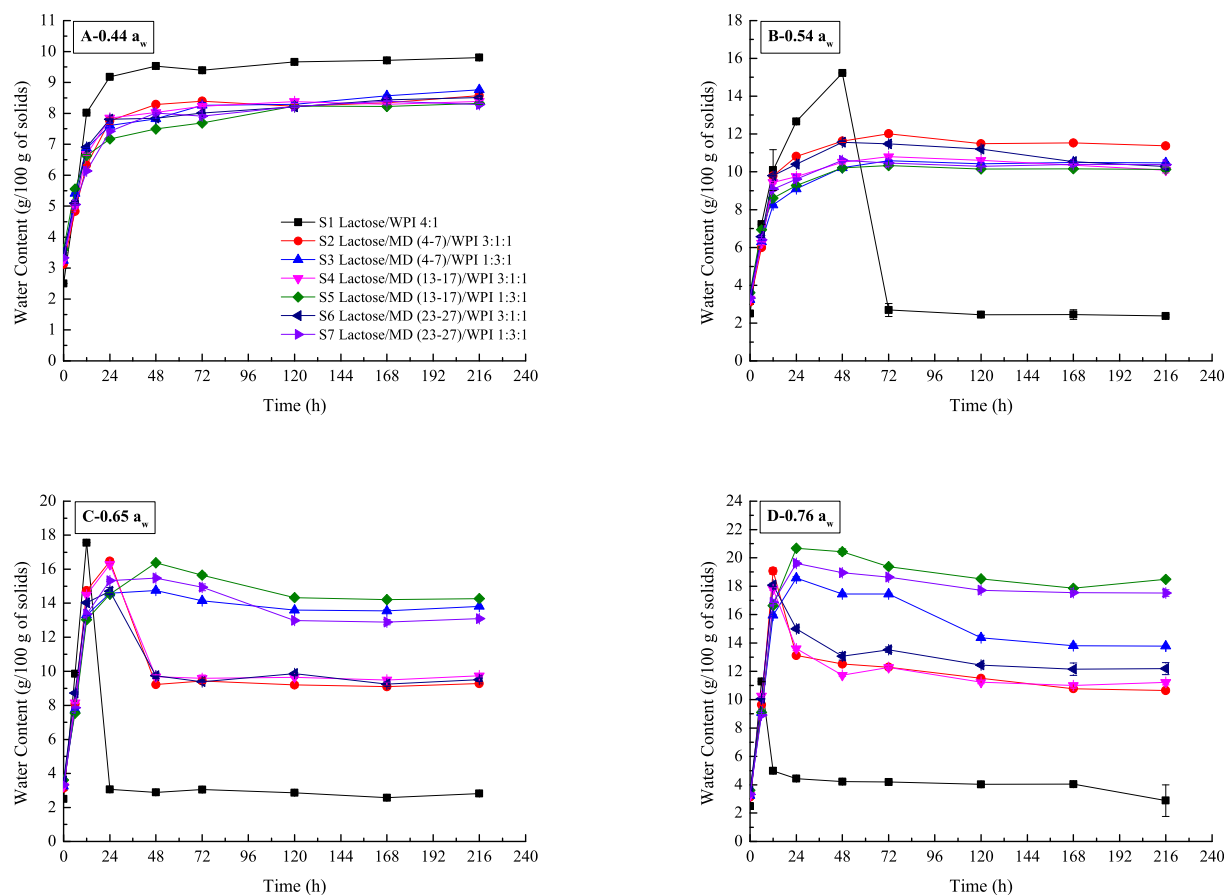 A-0.44 aw
Water Content (g/100 g of solids)
11
10
9
8
7
6
5
4
3
2
1
0
S1 Lactose/WPI 4:1
S2 Lactose/MD (4-7)/WPI 3:1:1
S3 Lactose/MD (4-7)/WPI 1:3:1
S4 Lactose/MD (13-17)/WPI 3:1:1
S5 Lactose/MD (13-17)/WPI 1:3:1
S6 Lactose/MD (23-27)/WPI 3:1:1
S7 Lactose/MD (23-27)/WPI 1:3:1
0 24 48 72 96 120 144 168 192 216 240
Time (h)
B-0.54 aw
Water Content (g/100 g of solids)
18
16
14
12
10
8
6
4
2
0
0 24 48 72 96 120 144 168 192 216 240
Time (h)
C-0.65 aw
Water Content (g/100 g of solids)
20
18
16
14
12
10
8
6
4
2
0
0 24 48 72 96 120 144 168 192 216 240
Time (h)
D-0.76 aw
Water Content (g/100 g of solids)
24
22
20
18
16
14
12
10
8
6
4
2
0
0 24 48 72 96 120 144 168 192 216 240
Time (h)